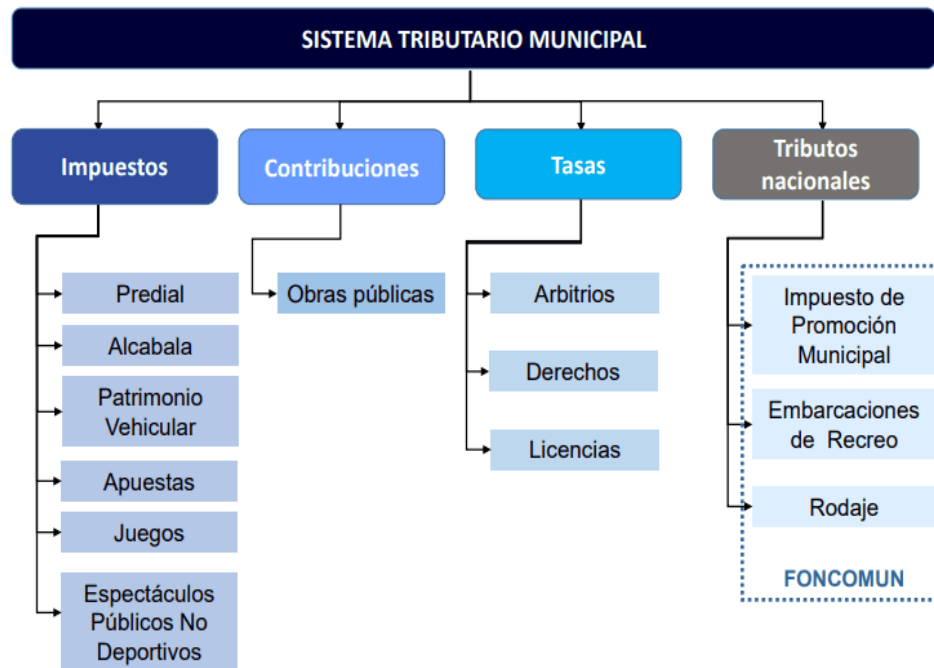 SISTEMA TRIBUTARIO MUNICIPAL
Impuestos
Predial
Alcabala
Patrimonio
Vehicular
Apuestas
Juegos
Espectáculos
Públicos No
Deportivos
Contribuciones
Obras públicas
Tasas
Arbitrios
Derechos
Licencias
Tributos
nacionales
Impuesto de
Promoción
Municipal
Embarcaciones
de Recreo
Rodaje
FONCOMUN